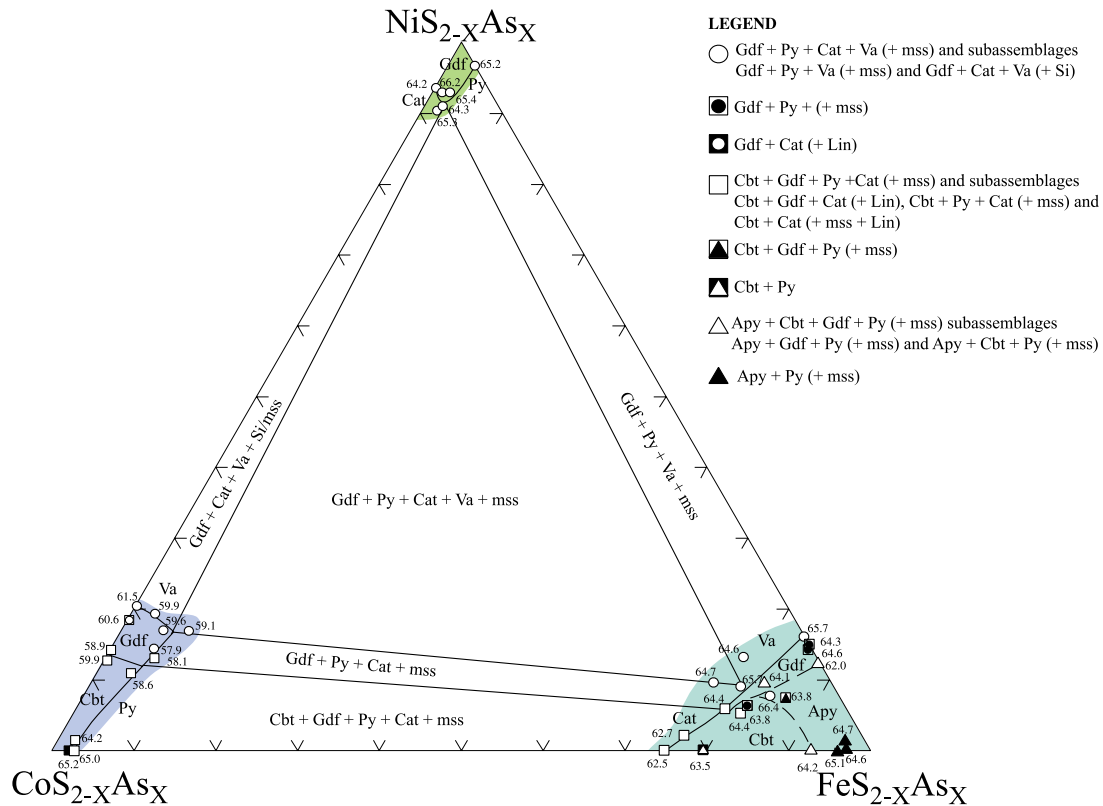 NiS2-XAsX
LEGEND
Gdf + Py + Cat + Va (+ mss) and subassemblages
Gdf + Py + Va (+ mss) and Gdf + Cat + Va (+ Si)
Gdf + Py + (+ mss)
Gdf + Cat (+ Lin)
Cbt + Gdf + Py +Cat (+ mss) and subassemblages
Cbt + Gdf + Cat (+ Lin), Cbt + Py + Cat (+ mss) and
Cbt + Cat (+ mss + Lin)
Cbt + Gdf + Py (+ mss)
Cbt + Py
Apy + Cbt + Gdf + Py (+ mss) subassemblages
Apy + Gdf + Py (+ mss) and Apy + Cbt + Py (+ mss)
Apy + Py (+ mss)
Gdf
65.2
64.2
66.2
Py
Cat
65.4
64.3
65.3
Gdf + Cat + Va + Si/mss
Gdf + Py + Va + mss
Gdf + Py + Cat + Va + mss
Va
61.5
59.9
60.6
59.6
59.1
Gdf
58.9
57.9
59.9
58.1
58.6
Cbt
Py
64.2
65.2
65.0
Gdf + Py + Cat + mss
Cbt + Gdf + Py + Cat + mss
Va
65.7
64.3
64.6
64.6
Gdf
62.0
64.7
65.7
64.1
63.8
64.4
66.4
Apy
63.8
64.4
Cat
62.7
Cbt
64.7
62.5
63.5
64.2
65.1
64.6
CoS2-XAsX
FeS2-XAsX